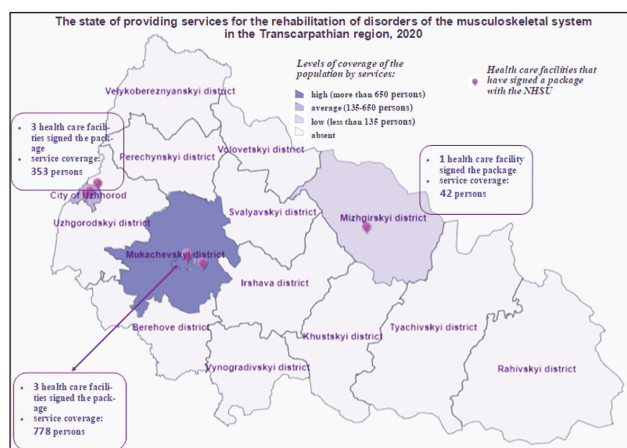 The state of providing services for the rehabilitation of disorders of the musculoskeletal system
in the Transcarpathian region, 2020
Levels of coverage of the
population by services:
high (more than 650 persons)
average (135-650 persons)
low (less than 135 persons)
absent
Health care facilities that
have signed a package
with the NHSU
Velykobereznyanskyi district
• 3 health care facili-
ties signed the pack-
age
• service coverage:
353 persons
Perechynskyi district
Volovetskyi district
• 1 health care facility
signed the package
• service coverage:
42 persons
City of Uzhhorod
Uzhgorodskyi district
Svalyavskyi district
Mizhgirskyi district
Mukachevskyi district
Irshava district
Berehove district
Khustskyi district
Tyachivskyi district
Vynogradivskyi district
Rahivskyi district
• 3 health care facili-
ties signed the pack-
age
• service coverage:
778 persons